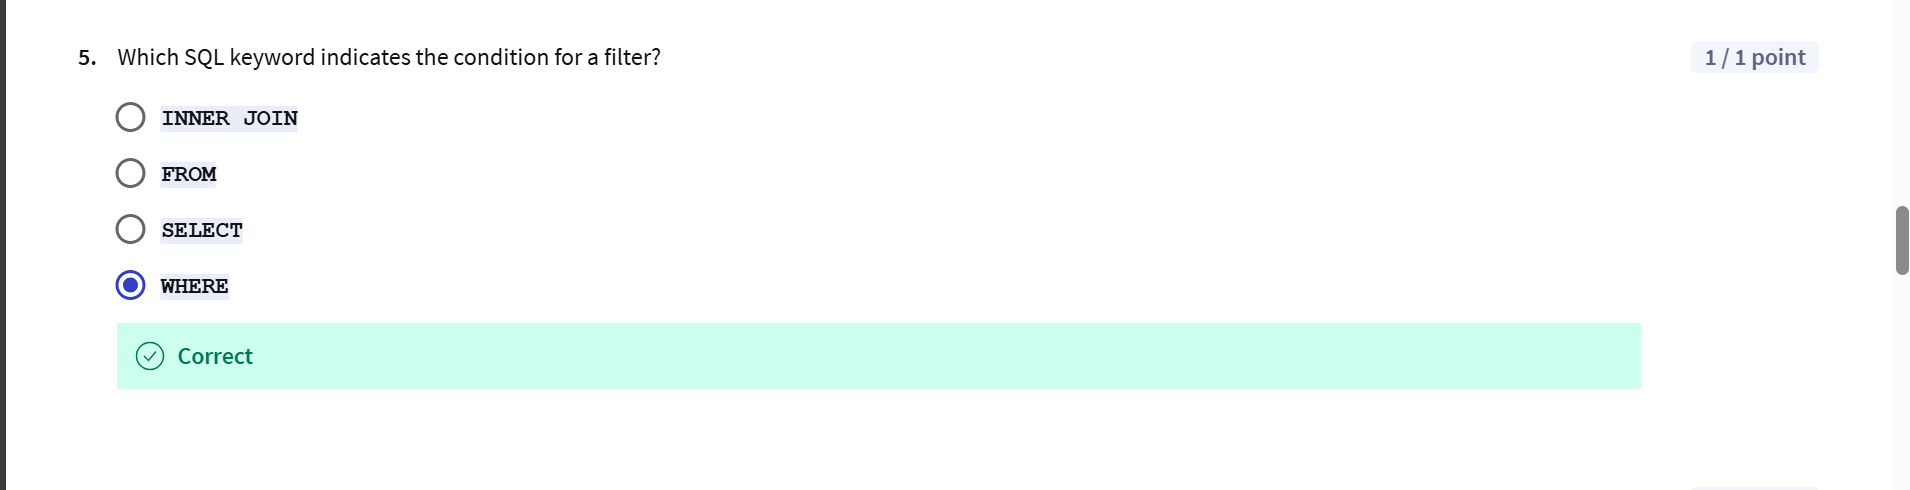 5. Which SQL keyword indicates the condition for a filter?
1 / 1 point
INNER JOIN
FROM
SELECT
WHERE
Correct